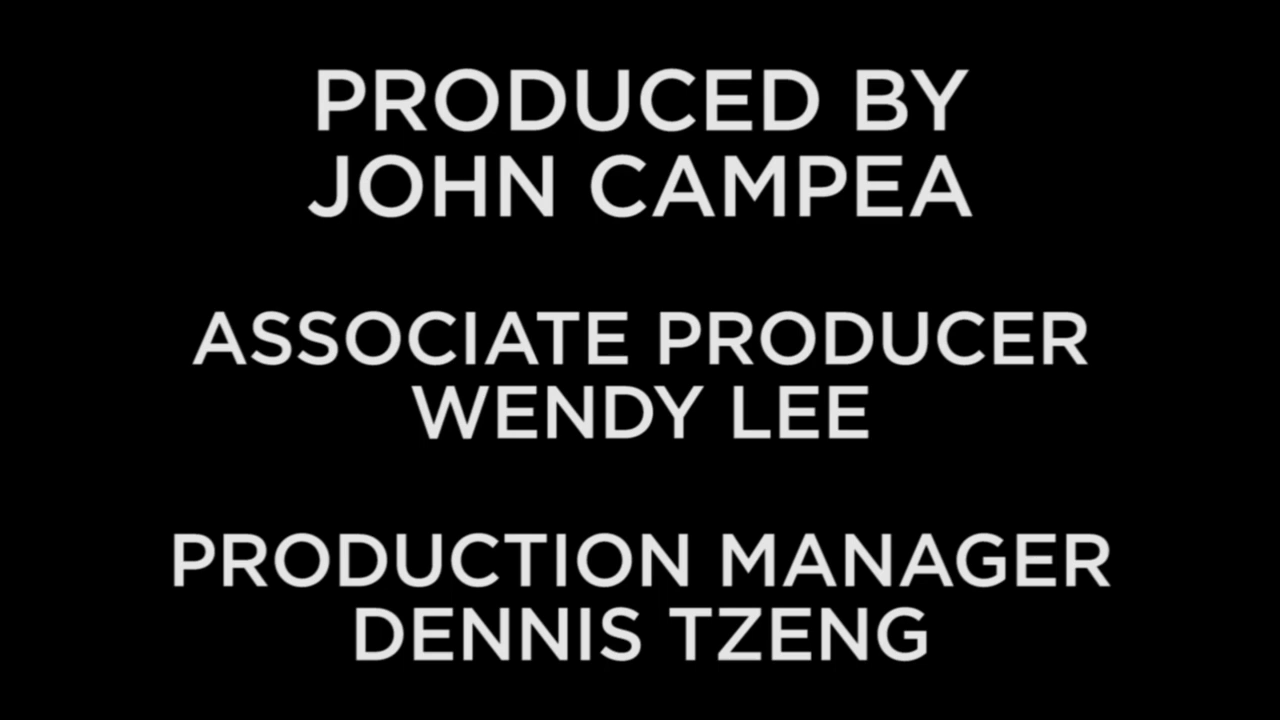 PRODUCED BY
JOHN CAMPEA
ASSOCIATE PRODUCER
WENDY LEE
PRODUCTION MANAGER
DENNIS TZENG